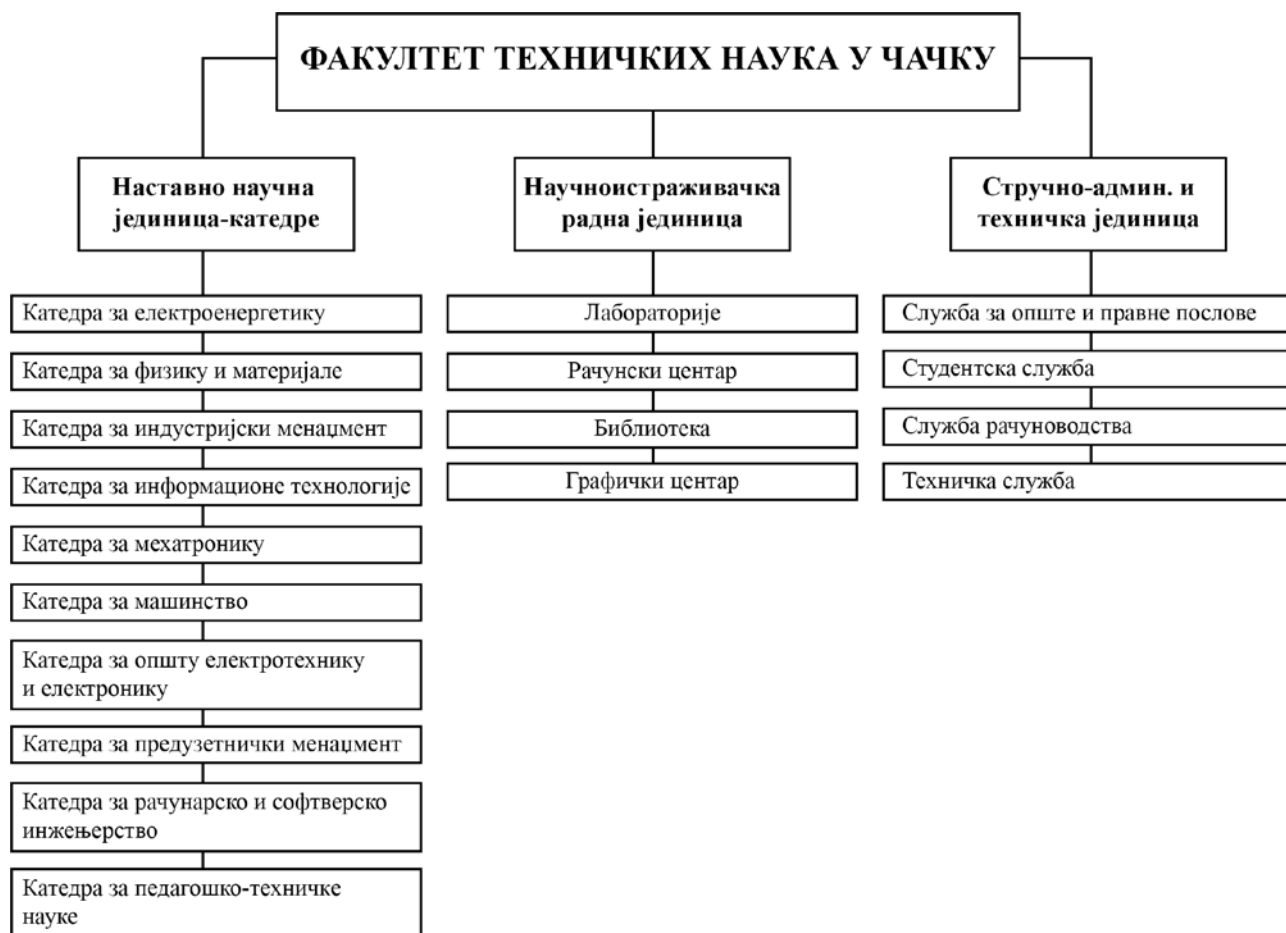 ФАКУЛТЕТ ТЕХНИЧКИХ НАУКА У ЧАЧКУ
Наставно научна
јединица-катедре
Катедра за електроенергетику
Катедра за физику и материјале
Катедра за индустријски менаџмент
Катедра за информационе технологије
Катедра за мехатронику
Катедра за машинство
Катедра за општу електротехнику
и електронику
Катедра за предузетнички менаџмент
Катедра за рачунарско и софтверско
инжењерство
Катедра за педагошко-техничке
науке
Научноистраживачка
радна јединица
Лабораторије
Рачунски центар
Библиотека
Графички центар
Стручно-админ. и
техничка јединица
Служба за опште и правне послове
Студентска служба
Служба рачуноводства
Техничка служба